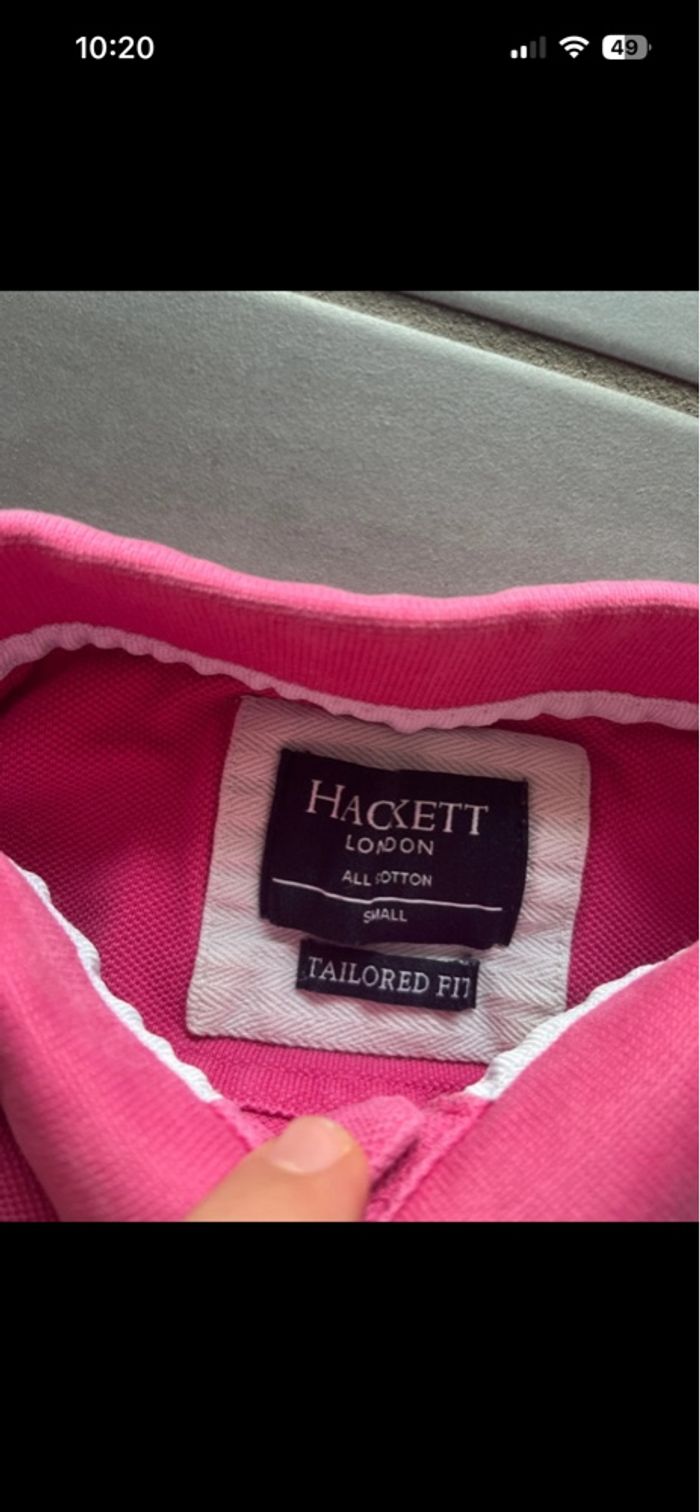 10:20
49
HACKETT
LONDON
ALL COTTON
SMALL
TAILORED FIT